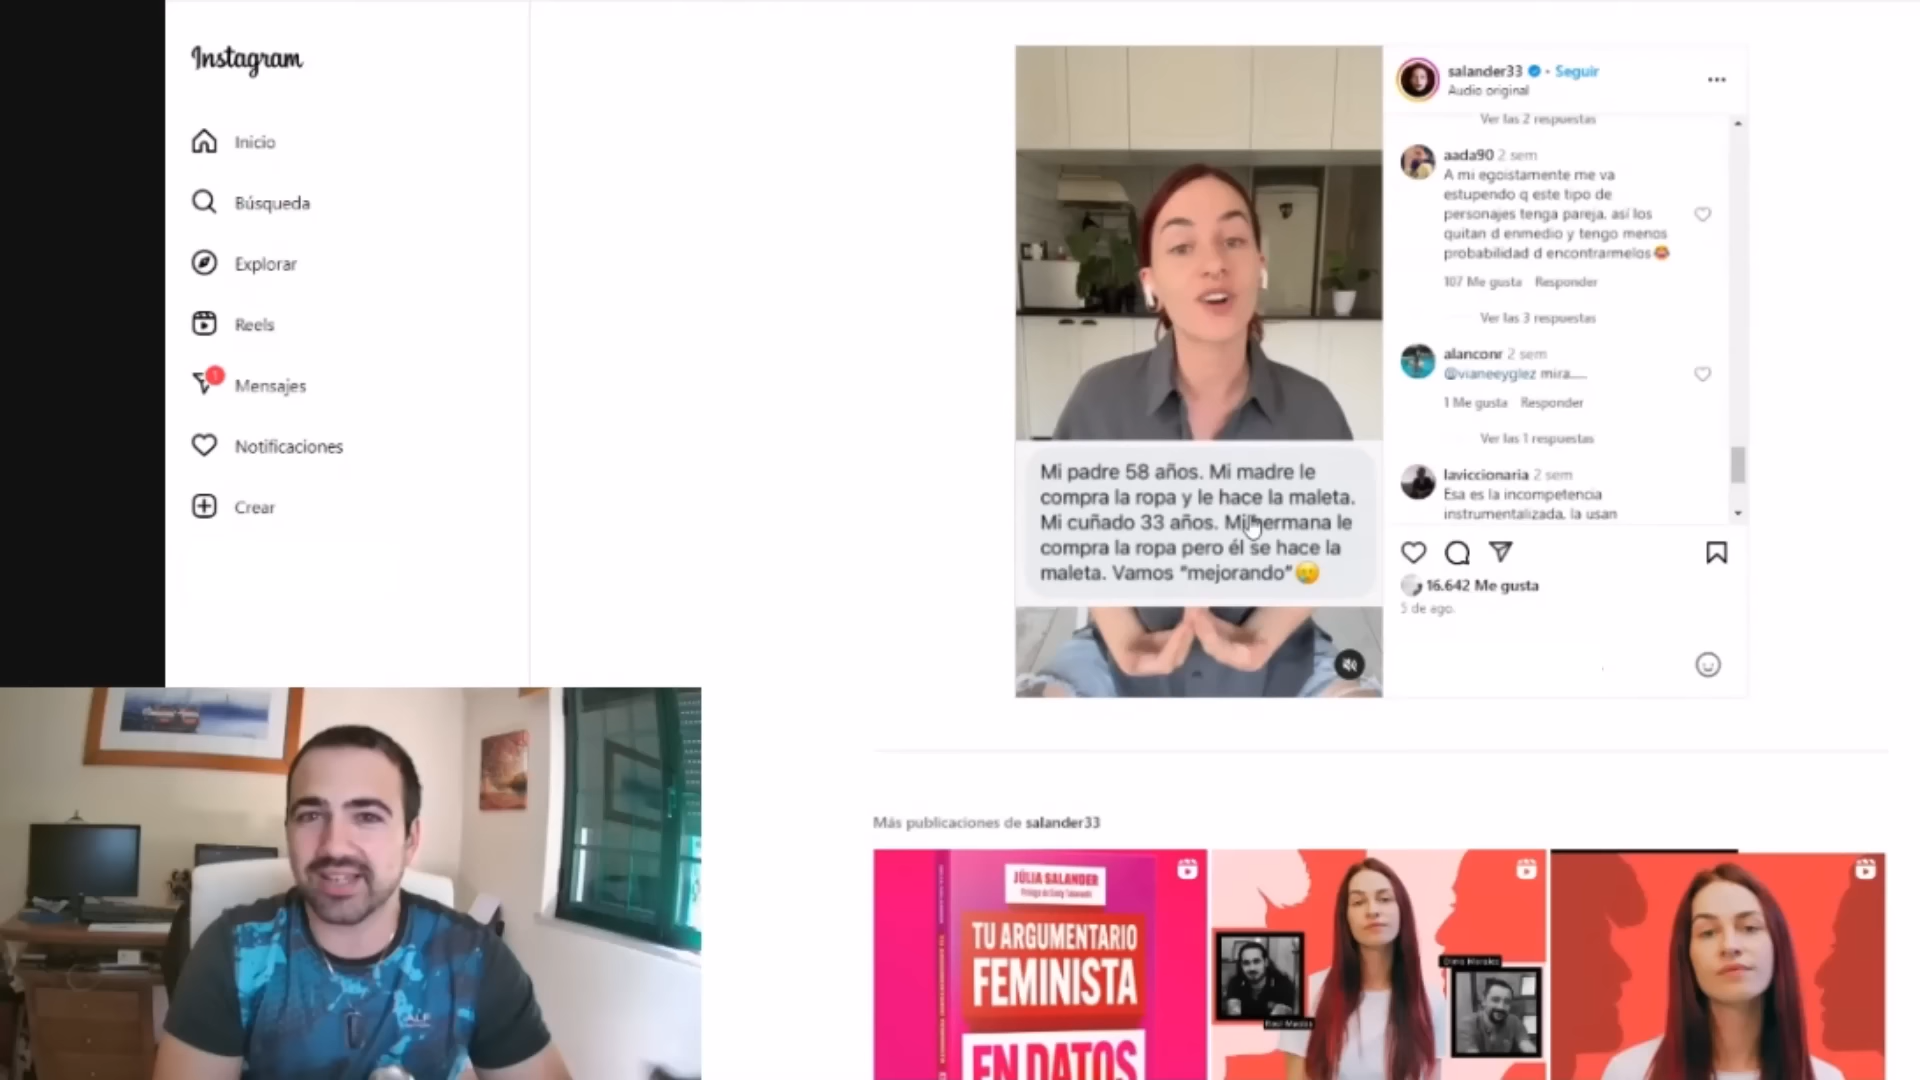 Instagram
Inicio
Búsqueda
Explorar
Reels
1
Mensajes
Notificaciones
Crear
Mi padre 58 años. Mi madre le
compra la ropa y le hace la maleta.
Mi cuñado 33 años. Mi hermana le
compra la ropa pero él se hace la
maleta. Vamos "mejorando"😢
salander33 • Seguir
Audio original
Ver las 2 respuestas
aada90 2 sem
A mi egoistamente me va
estupendo q este tipo de
personajes tenga pareja, así los
quitan d enmedio y tengo menos
probabilidad d encontrarmelos😂
107 Me gusta Responder
Ver las 3 respuestas
alanconr 2 sem
@vianeeyglez mira.....
1 Me gusta Responder
Ver las 1 respuestas
laviccionaria 2 sem
Esa es la incompetencia
instrumentalizada, la usan
16.642 Me gusta
5 de ago.
Más publicaciones de salander33
JÚLIA SALANDER
TU ARGUMENTARIO
FEMINISTA
EN DATOS